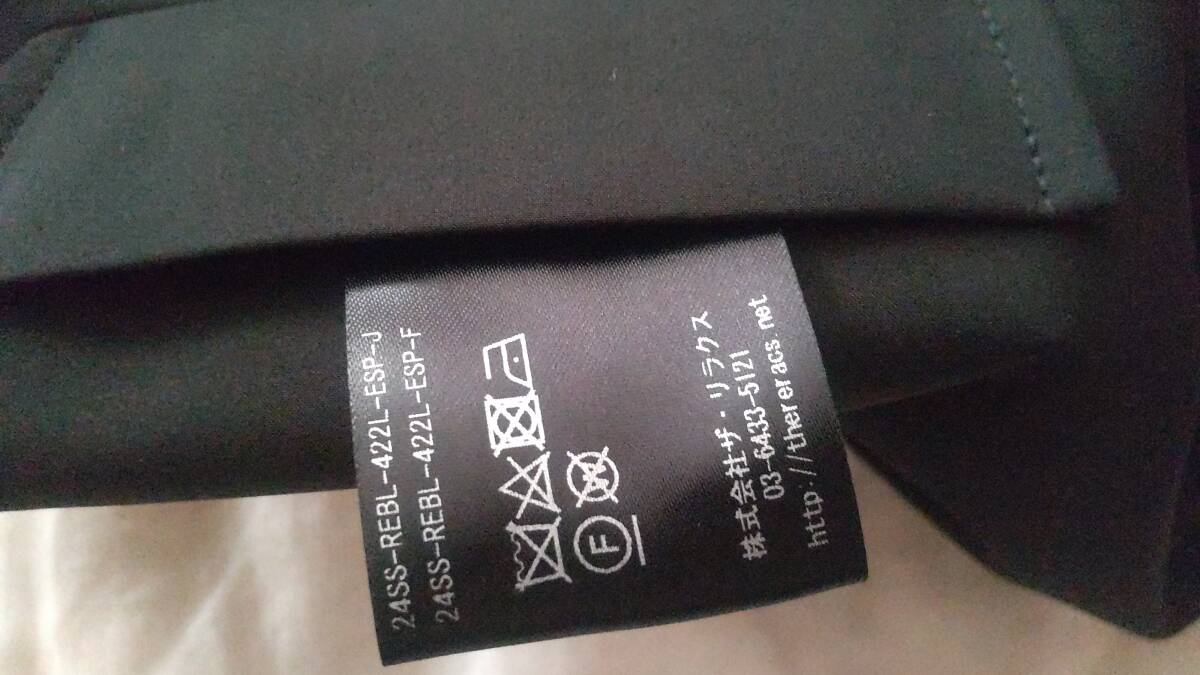 24SS-REBL-422L-ESP-J
24SS-REBL-422L-ESP-F
F
W
株式会社ザ・リラクス
03-6433-5121
http://thereracs.net